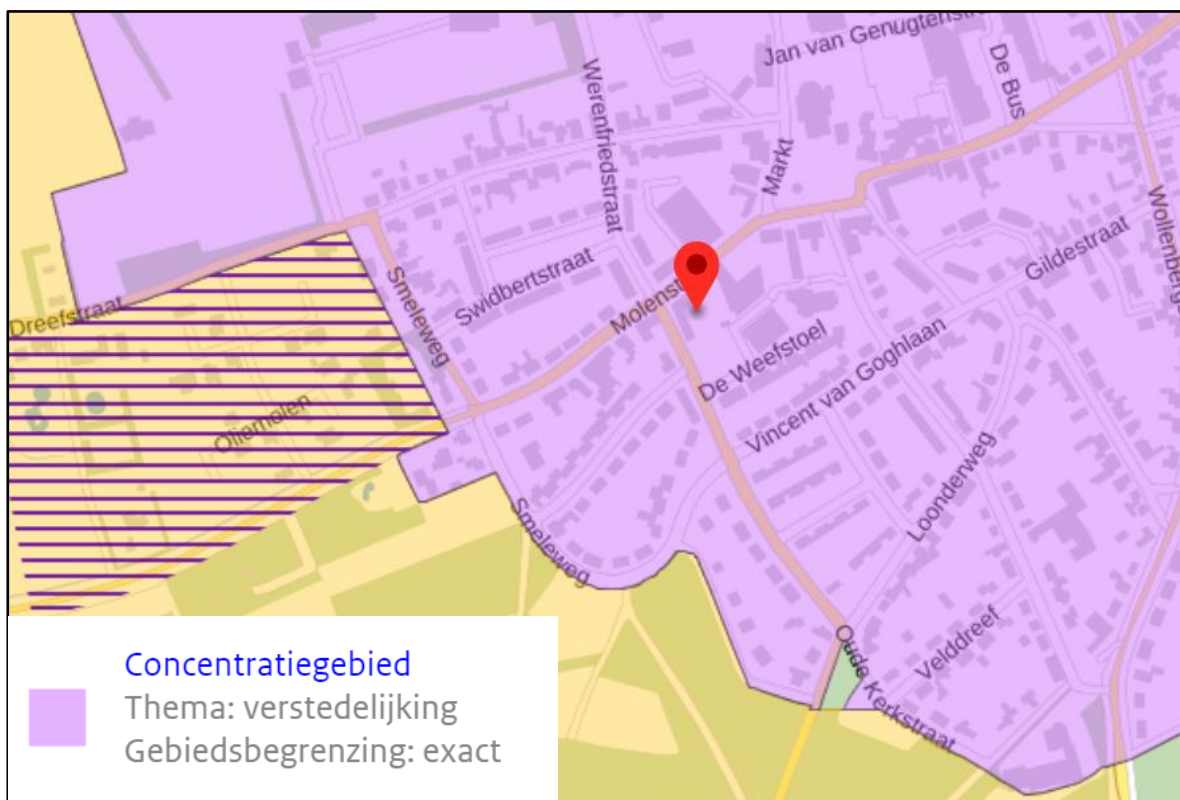 Jan van Genugtenstr
De Bus
Werenfriedstraat
Markt
Wollenberg
Gildestraat
Smeleweg
Swidbertstraat
Molenst
Dreefstraat
De Weefstoel
Vincent van Goghlaan
Oliemolen
Loonderweg
Smeleweg
Velddreef
Oude Kerkstraat
Concentratiegebied
Thema: verstedelijking
Gebiedsbegrenzing: exact